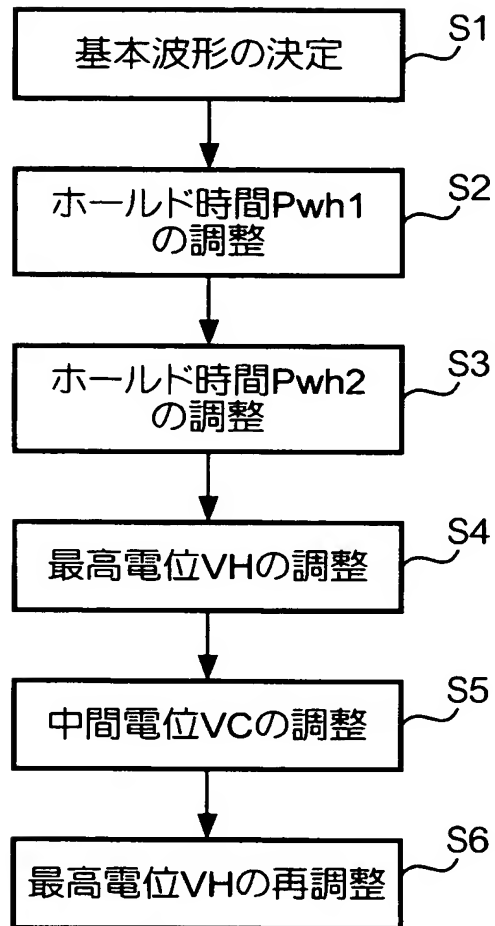 基本波形の決定
S1
ホールド時間Pwh1
の調整
S2
ホールド時間Pwh2
の調整
S3
最高電位VHの調整
S4
中間電位VCの調整
S5
最高電位VHの再調整
S6